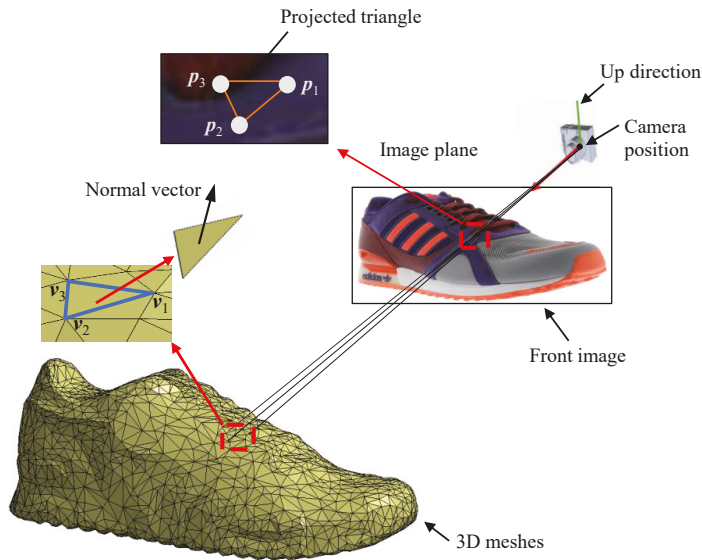 Projected triangle
p3
p1
p2
Up direction
Camera position
Image plane
Normal vector
adidas
v3
v1
v2
Front image
3D meshes